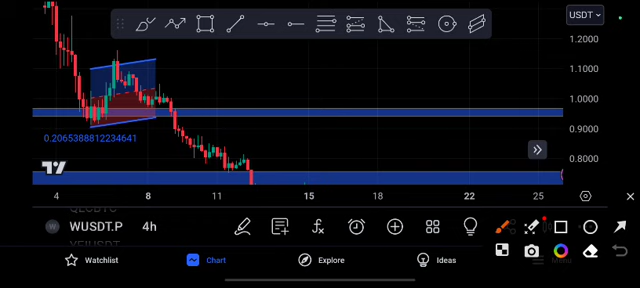 USDT
1.2000
1.1000
1.0000
0.9000
0.8000
0.2065388812234641
4
8
11
15
18
22
25
W
WUSDT.P
4h
Watchlist
Chart
Explore
Ideas